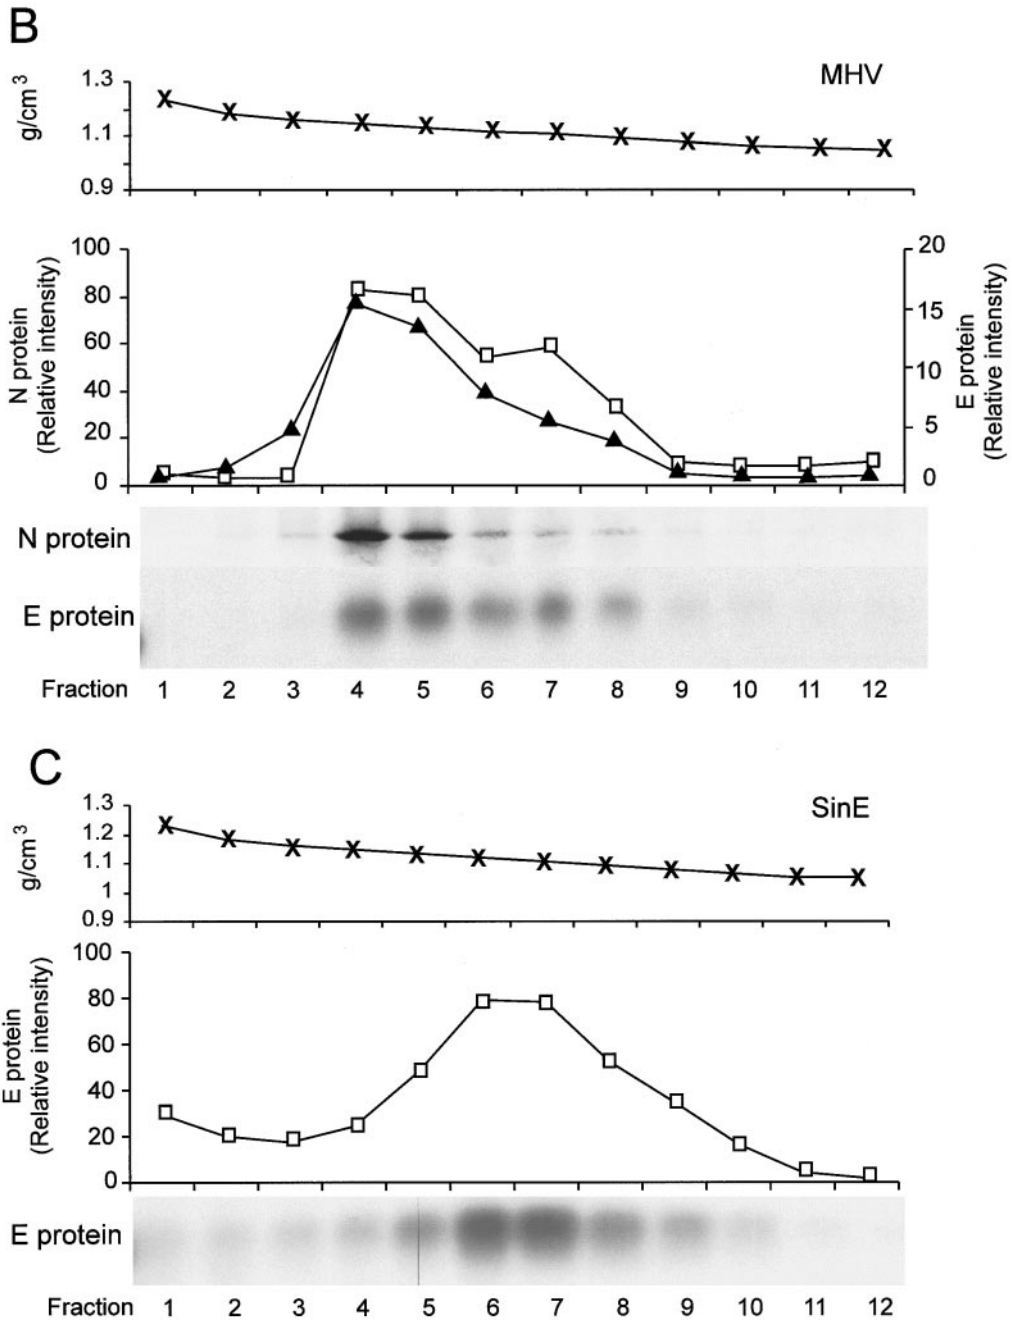 B
MHV
g/cm³
1.3
1.1
0.9
N protein
(Relative intensity)
100
80
60
40
20
0
E protein
(Relative intensity)
20
15
10
5
0
N protein
E protein
Fraction 1 2 3 4 5 6 7 8 9 10 11 12
C
SinE
g/cm³
1.3
1.2
1.1
1
0.9
E protein
(Relative intensity)
100
80
60
40
20
0
E protein
Fraction 1 2 3 4 5 6 7 8 9 10 11 12